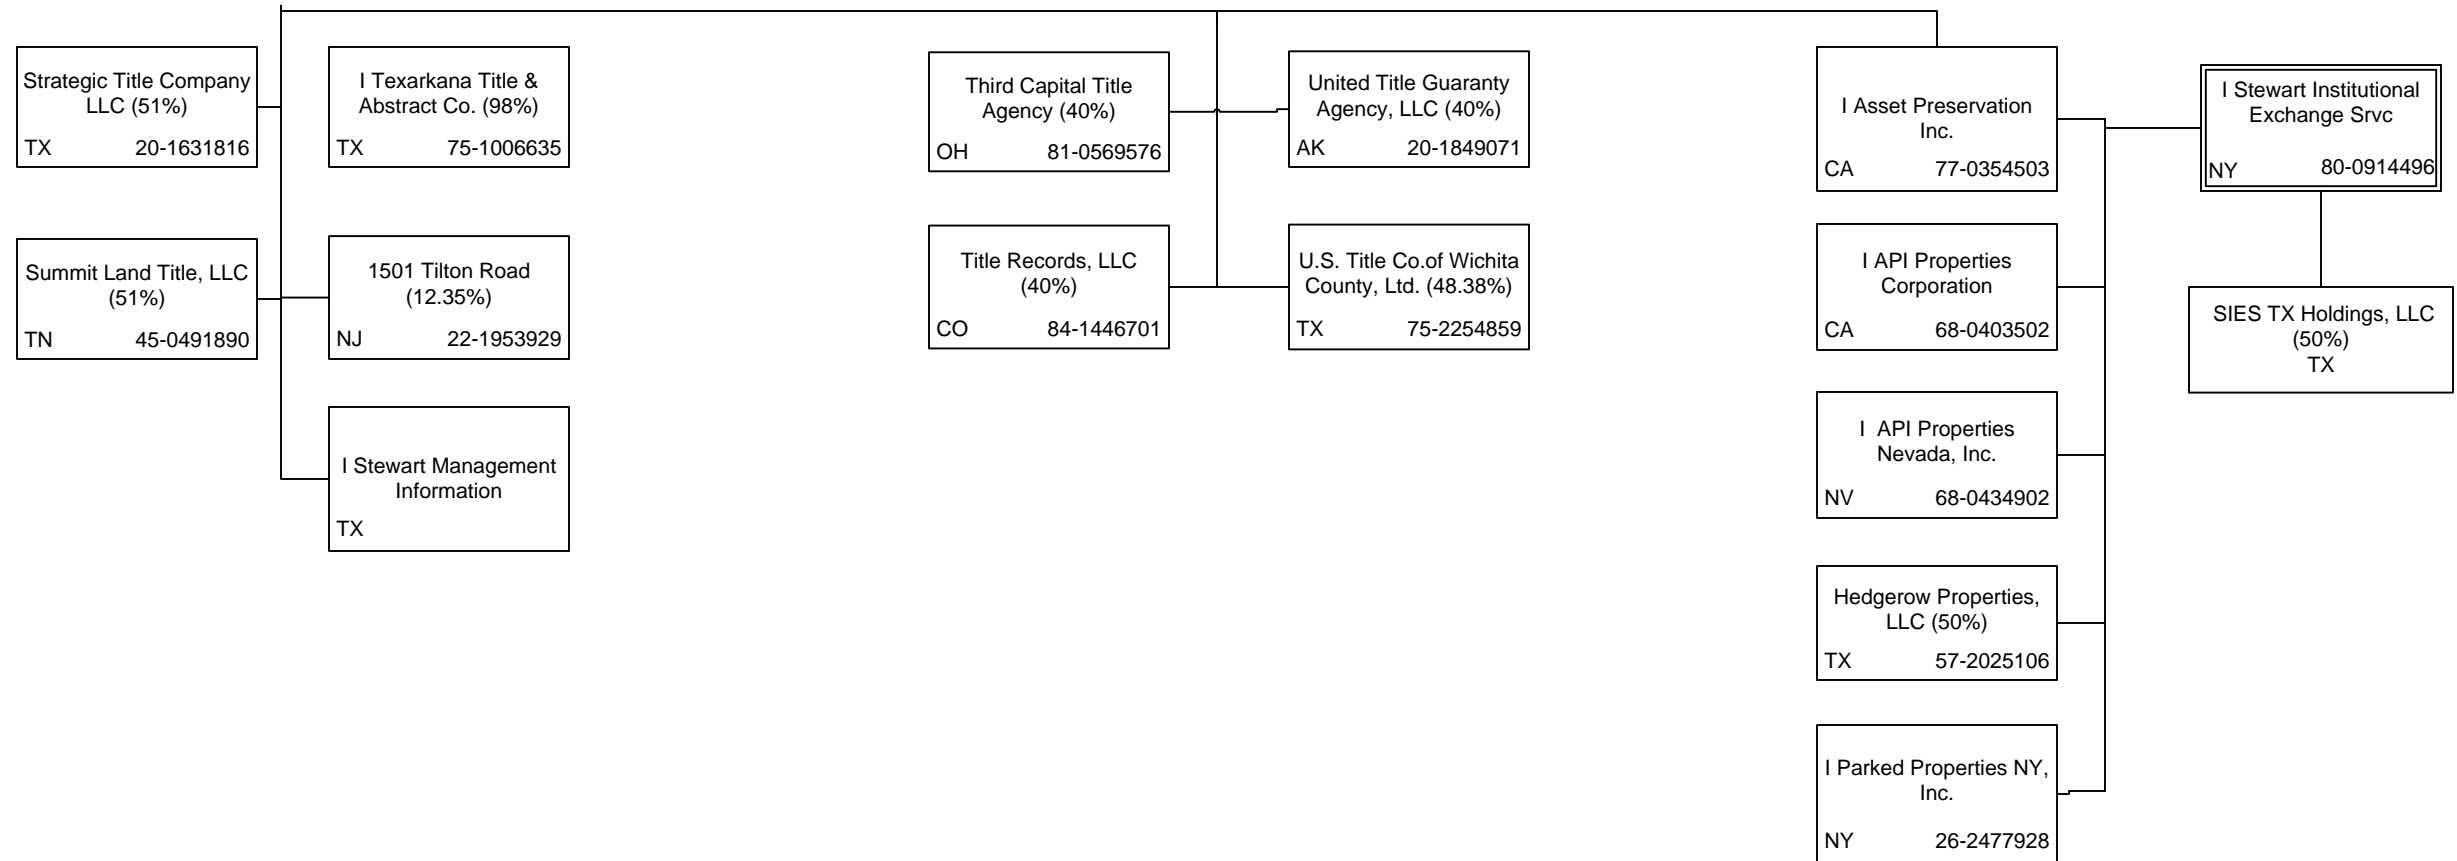 Strategic Title Company
LLC (51%)
TX 20-1631816
I Texarkana Title &
Abstract Co. (98%)
TX 75-1006635
Third Capital Title
Agency (40%)
OH 81-0569576
United Title Guaranty
Agency, LLC (40%)
AK 20-1849071
I Asset Preservation
Inc.
CA 77-0354503
I Stewart Institutional
Exchange Srvc
NY 80-0914496
Summit Land Title, LLC
(51%)
TN 45-0491890
1501 Tilton Road
(12.35%)
NJ 22-1953929
Title Records, LLC
(40%)
CO 84-1446701
U.S. Title Co.of Wichita
County, Ltd. (48.38%)
TX 75-2254859
I API Properties
Corporation
CA 68-0403502
SIES TX Holdings, LLC
(50%)
TX
I Stewart Management
Information
TX
I API Properties
Nevada, Inc.
NV 68-0434902
Hedgerow Properties,
LLC (50%)
TX 57-2025106
I Parked Properties NY,
Inc.
NY 26-2477928